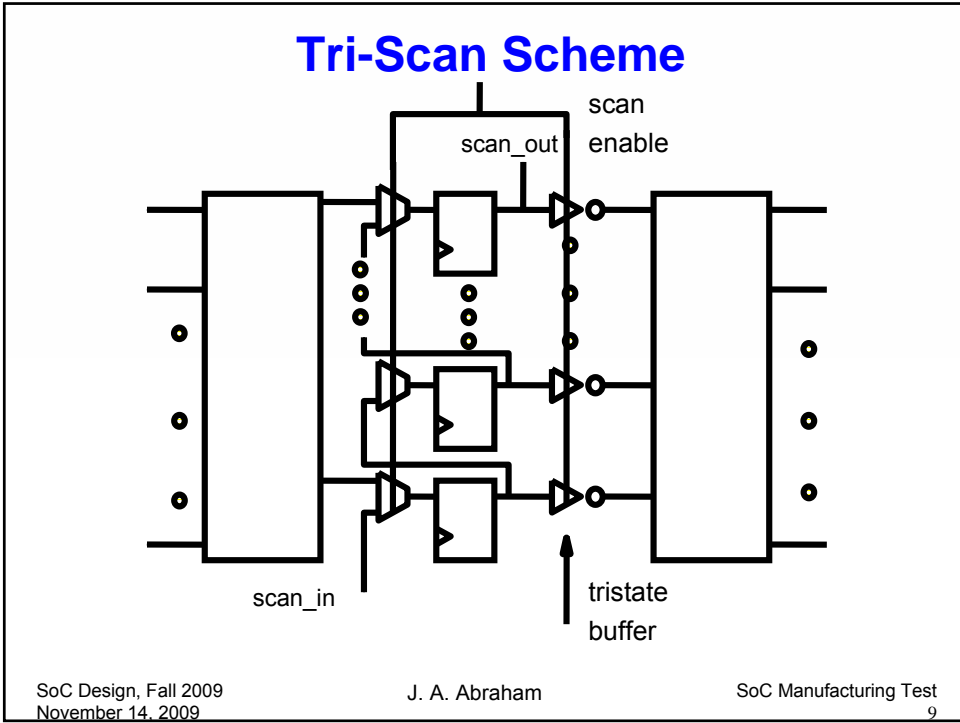 Tri-Scan Scheme
scan
enable
scan_out
scan_in
tristate
buffer
SoC Design, Fall 2009
November 14, 2009
J. A. Abraham
SoC Manufacturing Test
9